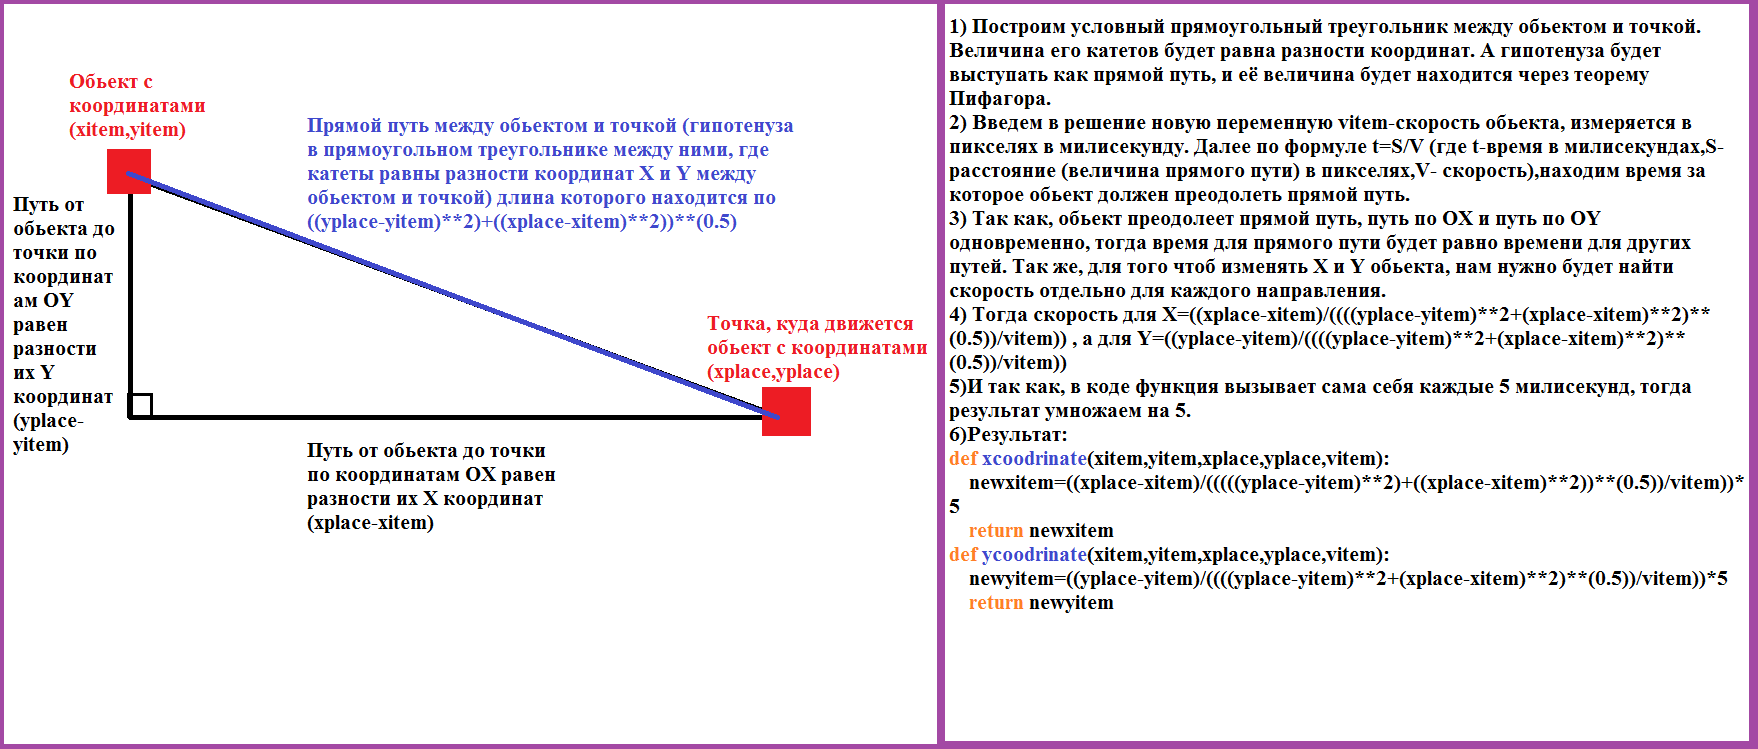 Обьект с
координатами
(xitem,yitem)
Прямой путь между обьектом и точкой (гипотенуза
в прямоугольном треугольнике между ними, где
катеты равны разности координат X и Y между
обьектом и точкой) длина которого находится по
((yplace-yitem)**2)+((xplace-xitem)**2))**(0.5)
Путь от
обьекта до
точки по
координат
ам OY
равен
разности
их Y
координат
(yplace-
yitem)
Точка, куда движется
обьект с координатами
(xplace,yplace)
Путь от обьекта до точки
по координатам OX равен
разности их X координат
(xplace-xitem)
1) Построим условный прямоугольный треугольник между обьектом и точкой.
Величина его катетов будет равна разности координат. А гипотенуза будет
выступать как прямой путь, и её величина будет находится через теорему
Пифагора.
2) Введем в решение новую переменную vitem-скорость обьекта, измеряется в
пикселях в милисекунду. Далее по формуле t=S/V (где t-время в милисекундах,S-
расстояние (величина прямого пути) в пикселях,V- скорость),находим время за
которое обьект должен преодолеть прямой путь.
3) Так как, обьект преодолеет прямой путь, путь по OX и путь по OY
одновременно, тогда время для прямого пути будет равно времени для других
путей. Так же, для того чтоб изменять X и Y обьекта, нам нужно будет найти
скорость отдельно для каждого направления.
4) Тогда скорость для X=((xplace-xitem)/((((yplace-yitem)**2+(xplace-xitem)**2)**
(0.5))/vitem)) , а для Y=((yplace-yitem)/((((yplace-yitem)**2+(xplace-xitem)**2)**
(0.5))/vitem))
5)И так как, в коде функция вызывает сама себя каждые 5 милисекунд, тогда
результат умножаем на 5.
6)Результат:
def xcoodrinate(xitem,yitem,xplace,yplace,vitem):
newxitem=((xplace-xitem)/(((((yplace-yitem)**2)+((xplace-xitem)**2))**(0.5))/vitem))*
5
return newxitem
def ycoodrinate(xitem,yitem,xplace,yplace,vitem):
newyitem=((yplace-yitem)/((((yplace-yitem)**2+(xplace-xitem)**2)**(0.5))/vitem))*5
return newyitem